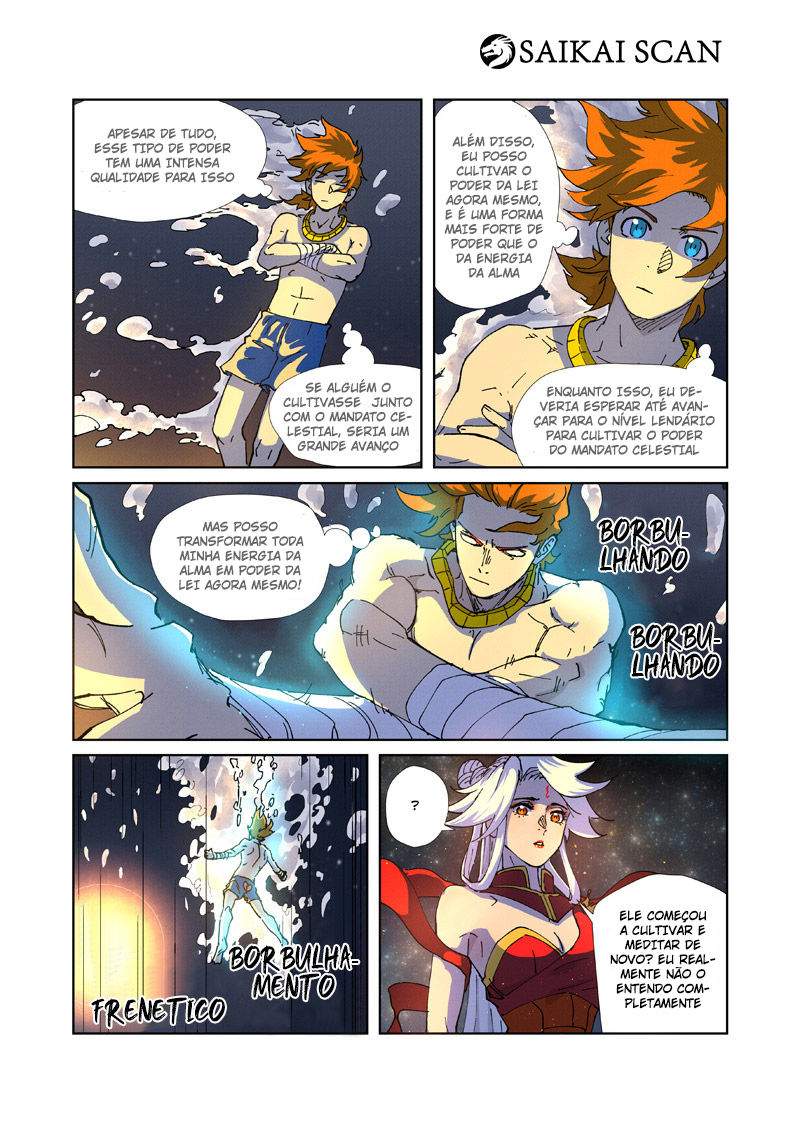 SAIKAI SCAN
APESAR DE TUDO,
ESSE TIPO DE PODER
TEM UMA INTENSA
QUALIDADE PARA ISSO
SE ALGUÉM O
CULTIVASSE JUNTO
COM O MANDATO CE-
LESTIAL, SERIA UM
GRANDE AVANÇO
ALÉM DISSO,
EU POSSO
CULTIVAR O
PODER DA LEI
AGORA MESMO,
E É UMA FORMA
MAIS FORTE DE
PODER QUE O
DA ENERGIA
DA ALMA
ENQUANTO ISSO, EU DE-
VERIA ESPERAR ATÉ AVAN-
ÇAR PARA O NÍVEL LENDÁRIO
PARA CULTIVAR O PODER
DO MANDATO CELESTIAL
MAS POSSO
TRANSFORMAR TODA
MINHA ENERGIA DA
ALMA EM PODER DA
LEI AGORA MESMO!
BORBU-
LHANDO
BORBU-
LHANDO
BORBULHA-
MENTO
FRENETICO
?
ELE COMEÇOU
A CULTIVAR E
MEDITAR DE
NOVO? EU REAL-
MENTE NÃO O
ENTENDO COM-
PLETAMENTE